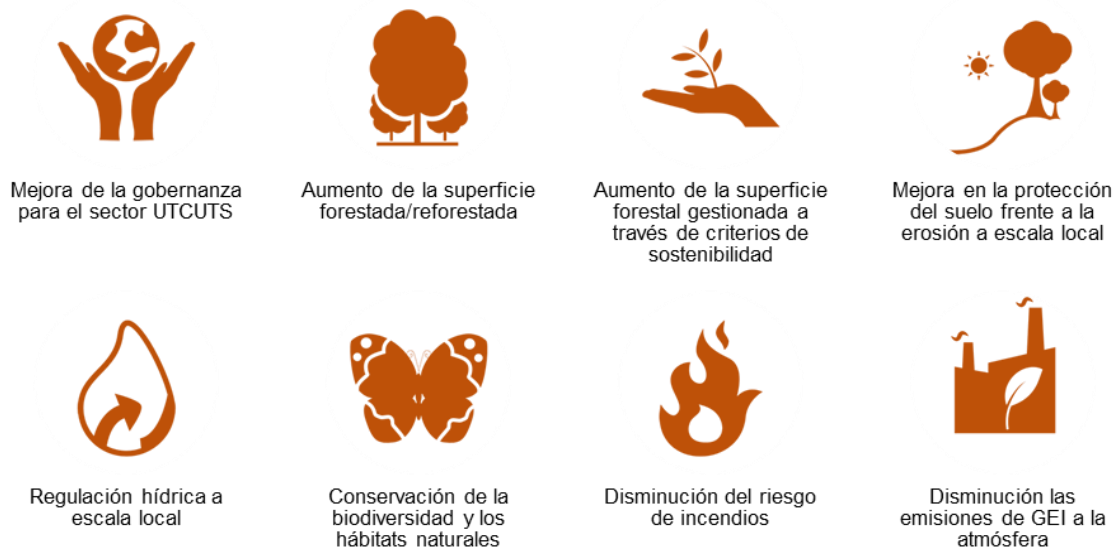 Mejora de la gobernanza
para el sector UTCUTS
Aumento de la superficie
forestada/reforestada
Aumento de la superficie
forestal gestionada a
través de criterios de
sostenibilidad
Mejora en la protección
del suelo frente a la
erosión a escala local
Regulación hídrica a
escala local
Conservación de la
biodiversidad y los
hábitats naturales
Disminución del riesgo
de incendios
Disminución las
emisiones de GEI a la
atmósfera